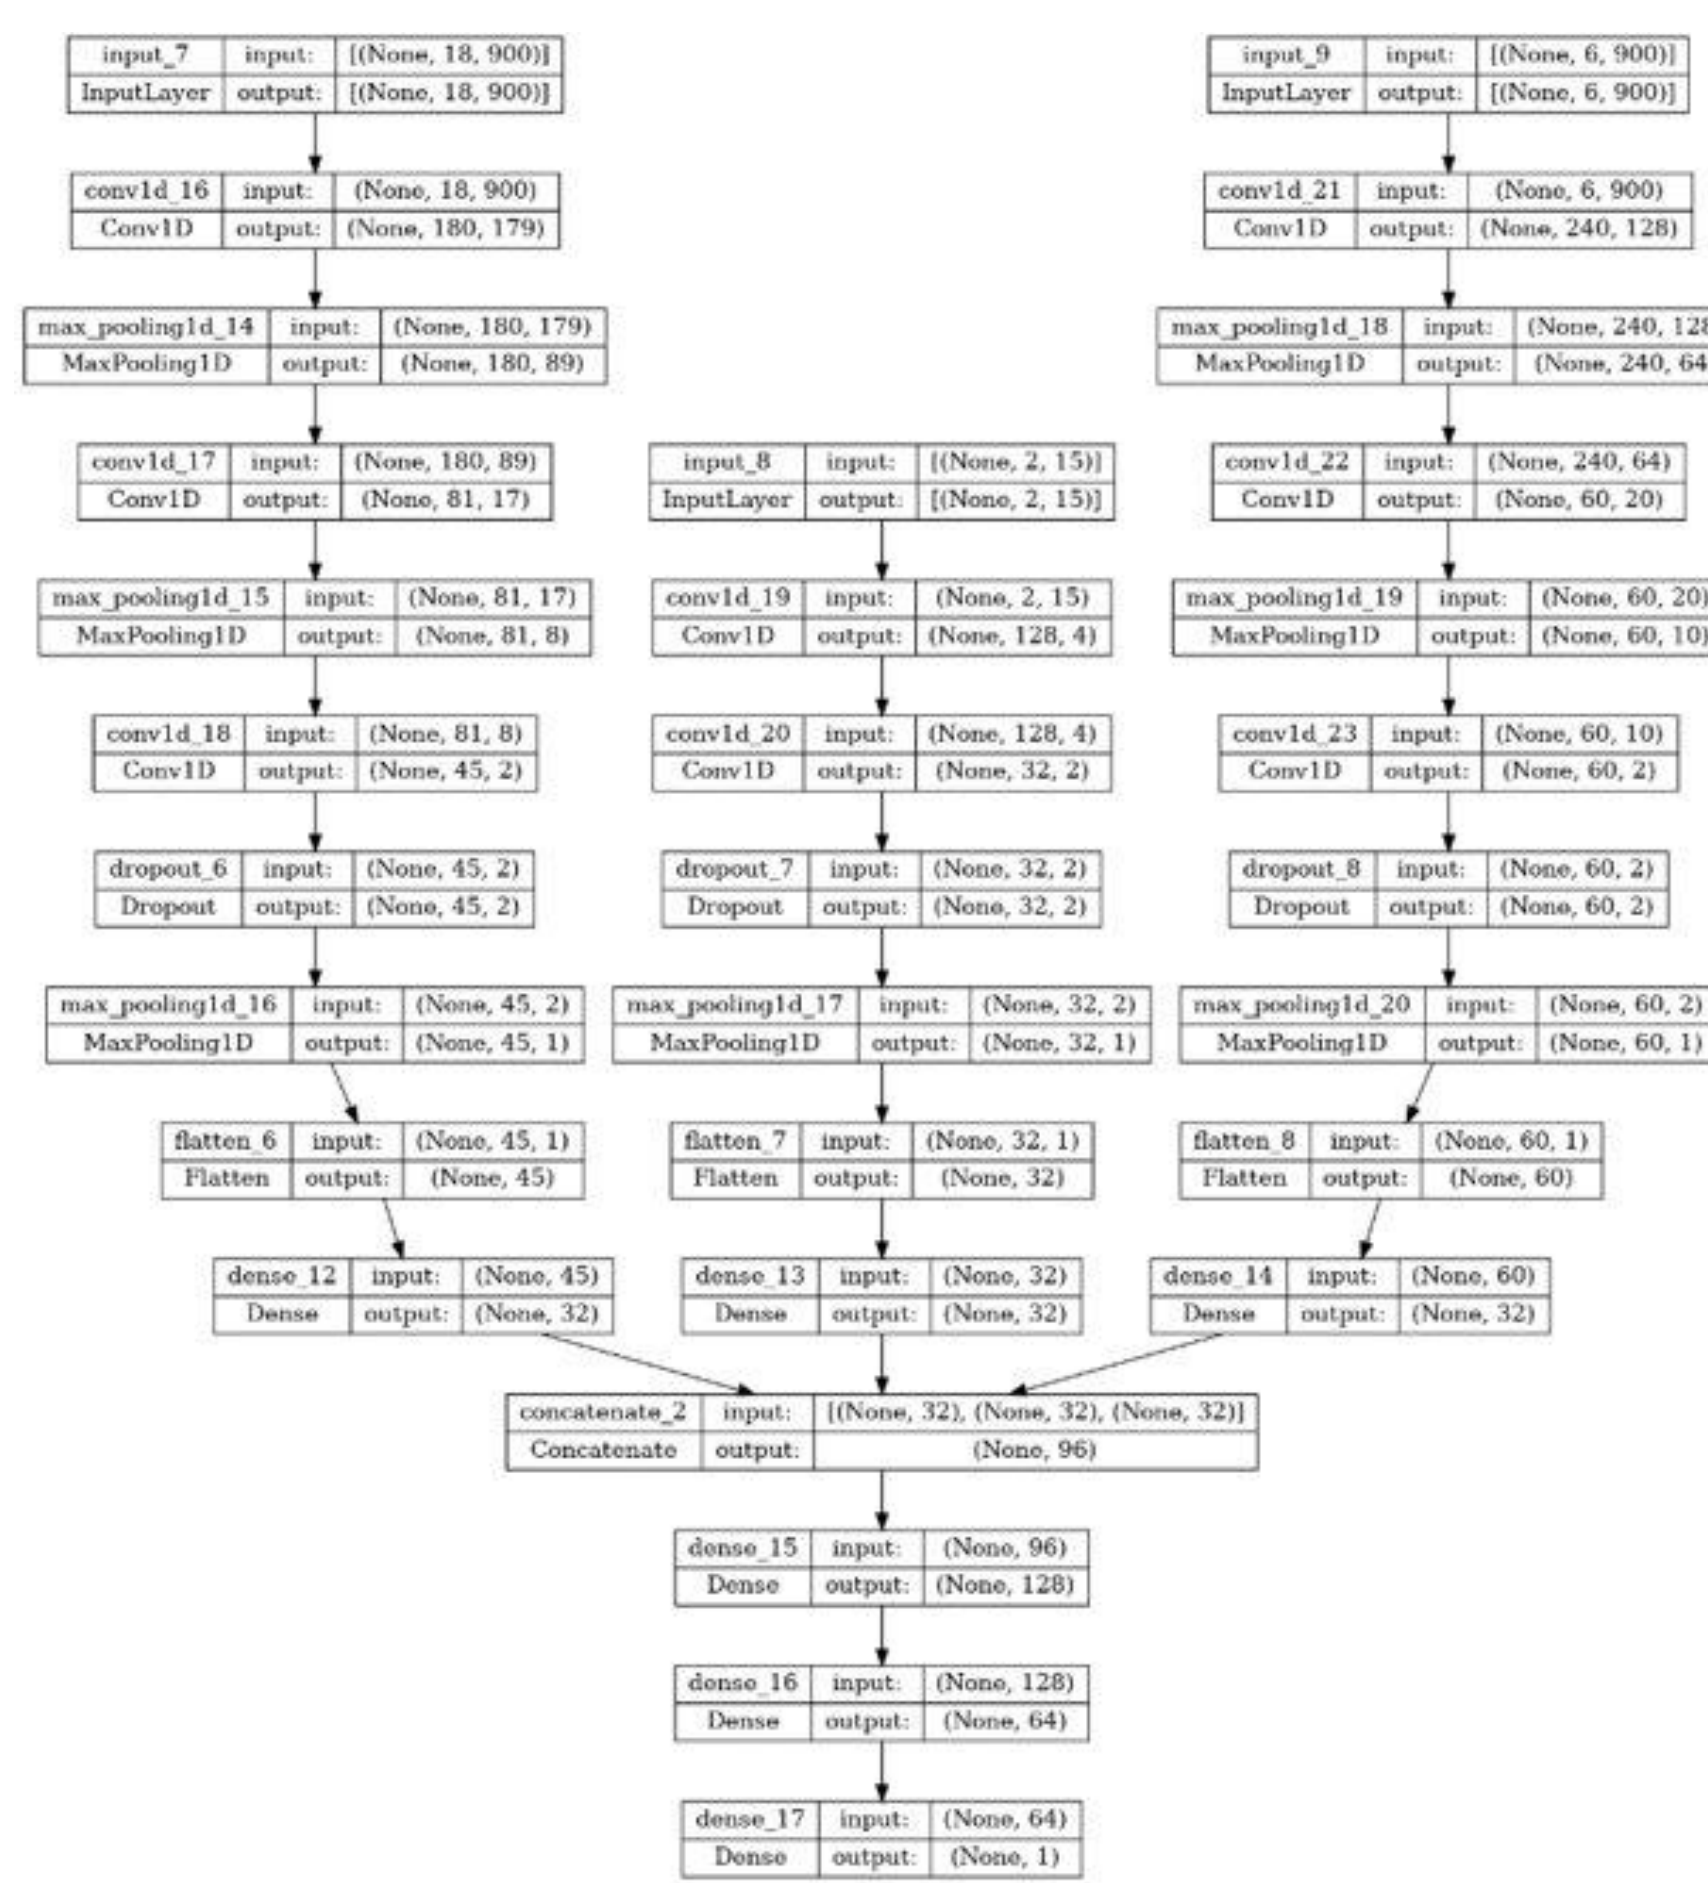 input_7 input: [(None, 18, 900)]
InputLayer output: [(None, 18, 900)]
conv1d_16 input: (None, 18, 900)
Conv1D output: (None, 180, 179)
max_pooling1d_14 input: (None, 180, 179)
MaxPooling1D output: (None, 180, 89)
conv1d_17 input: (None, 180, 89)
Conv1D output: (None, 81, 17)
max_pooling1d_15 input: (None, 81, 17)
MaxPooling1D output: (None, 81, 8)
conv1d_18 input: (None, 81, 8)
Conv1D output: (None, 45, 2)
dropout_6 input: (None, 45, 2)
Dropout output: (None, 45, 2)
max_pooling1d_16 input: (None, 45, 2)
MaxPooling1D output: (None, 45, 1)
flatten_6 input: (None, 45, 1)
Flatten output: (None, 45)
dense_12 input: (None, 45)
Dense output: (None, 32)
input_8 input: [(None, 2, 15)]
InputLayer output: [(None, 2, 15)]
conv1d_19 input: (None, 2, 15)
Conv1D output: (None, 128, 4)
conv1d_20 input: (None, 128, 4)
Conv1D output: (None, 32, 2)
dropout_7 input: (None, 32, 2)
Dropout output: (None, 32, 2)
max_pooling1d_17 input: (None, 32, 2)
MaxPooling1D output: (None, 32, 1)
flatten_7 input: (None, 32, 1)
Flatten output: (None, 32)
dense_13 input: (None, 32)
Dense output: (None, 32)
input_9 input: [(None, 6, 900)]
InputLayer output: [(None, 6, 900)]
conv1d_21 input: (None, 6, 900)
Conv1D output: (None, 240, 128)
max_pooling1d_18 input: (None, 240, 128
MaxPooling1D output: (None, 240, 64
conv1d_22 input: (None, 240, 64)
Conv1D output: (None, 60, 20)
max_pooling1d_19 input: (None, 60, 20)
MaxPooling1D output: (None, 60, 10)
conv1d_23 input: (None, 60, 10)
Conv1D output: (None, 60, 2)
dropout_8 input: (None, 60, 2)
Dropout output: (None, 60, 2)
max_pooling1d_20 input: (None, 60, 2)
MaxPooling1D output: (None, 60, 1)
flatten_8 input: (None, 60, 1)
Flatten output: (None, 60)
dense_14 input: (None, 60)
Dense output: (None, 32)
concatenate_2 input: [(None, 32), (None, 32), (None, 32)]
Concatenate output: (None, 96)
dense_15 input: (None, 96)
Dense output: (None, 128)
dense_16 input: (None, 128)
Dense output: (None, 64)
dense_17 input: (None, 64)
Dense output: (None, 1)